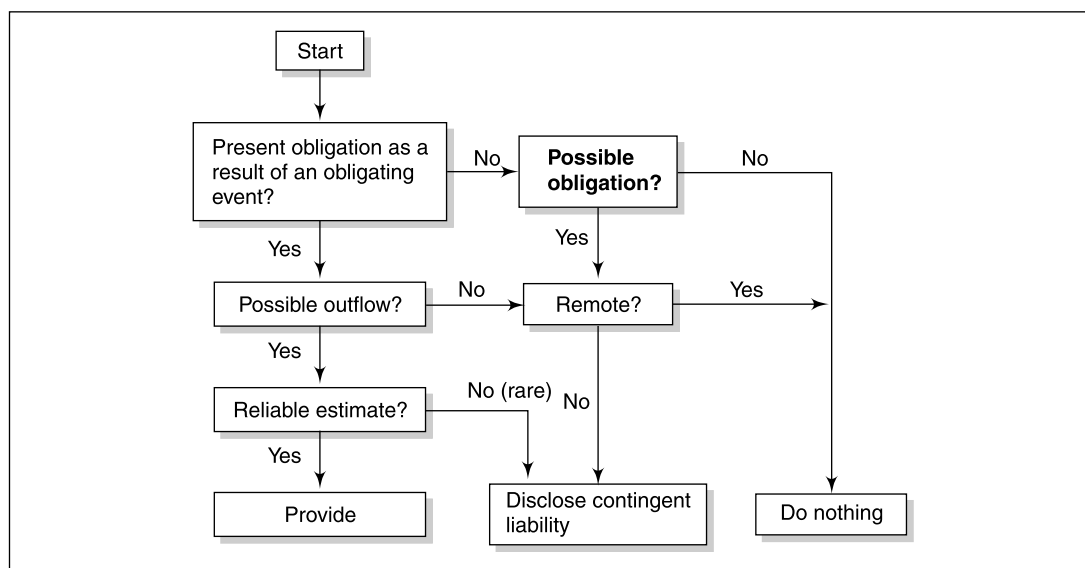 Start
Present obligation as a
result of an obligating
event?
No
Possible
obligation?
No
Yes
Yes
Possible outflow?
No
Remote?
Yes
Yes
Reliable estimate?
No (rare)
No
Yes
Provide
Disclose contingent
liability
Do nothing